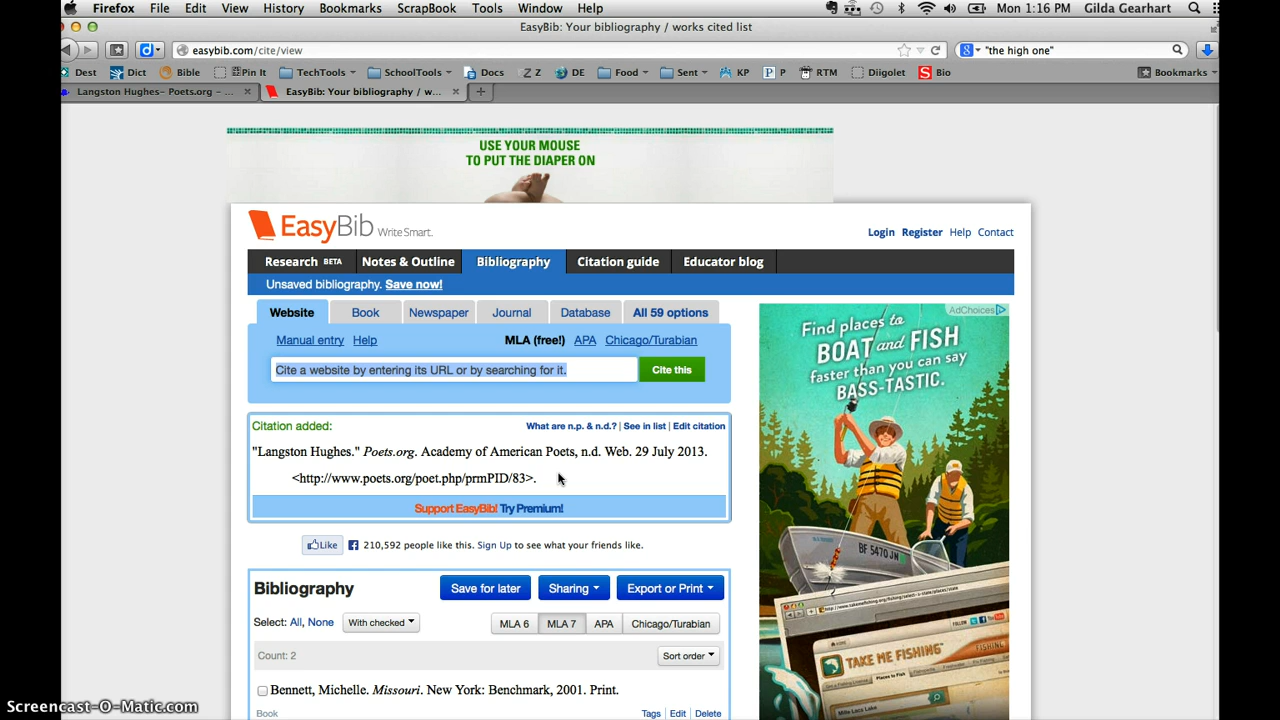 Firefox File Edit View History Bookmarks ScrapBook Tools Window Help Mon 1:16 PM Gilda Gearhart
EasyBib: Your bibliography / works cited list
easybib.com/cite/view "the high one"
Dest Dict Bible Pin It TechTools SchoolTools Docs Z DE Food Sent KP P RTM Diigolet Bio Bookmarks
Langston Hughes– Poets.org – ... EasyBib: Your bibliography / w...
USE YOUR MOUSE
TO PUT THE DIAPER ON
EasyBib Write Smart.
Login Register Help Contact
Research BETA Notes & Outline Bibliography Citation guide Educator blog
Unsaved bibliography. Save now!
Website Book Newspaper Journal Database All 59 options
Manual entry Help MLA (free!) APA Chicago/Turabian
Cite a website by entering its URL or by searching for it. Cite this
Citation added: What are n.p. & n.d.? | See in list | Edit citation
"Langston Hughes." Poets.org. Academy of American Poets, n.d. Web. 29 July 2013.
<http://www.poets.org/poet.php/prmPID/83>.
Support EasyBib! Try Premium!
Like 210,592 people like this. Sign Up to see what your friends like.
Bibliography Save for later Sharing Export or Print
Select: All, None With checked MLA 6 MLA 7 APA Chicago/Turabian
Count: 2 Sort order
Bennett, Michelle. Missouri. New York: Benchmark, 2001. Print.
Book Tags Edit Delete
AdChoices
Find places to
BOAT and FISH
faster than you can say
BASS-TASTIC.
BF 5470 JM
TAKE ME FISHING
Screencast-O-Matic.com